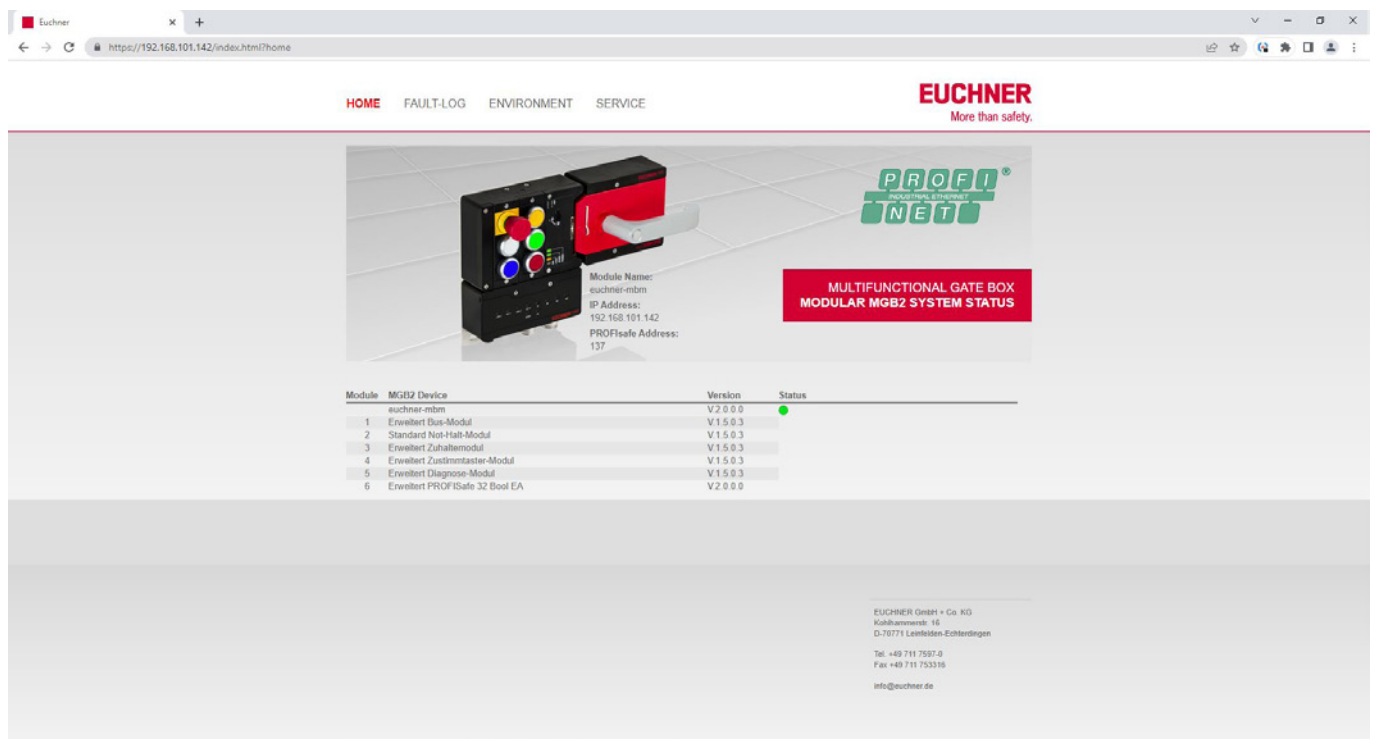 Euchner
https://192.168.101.142/index.html?home
HOME FAULT-LOG ENVIRONMENT SERVICE
EUCHNER
More than safety.
PROFI®
INDUSTRIAL ETHERNET
NET
Module Name:
euchner-mbm
IP Address:
192.168.101.142
PROFIsafe Address:
137
MULTIFUNCTIONAL GATE BOX
MODULAR MGB2 SYSTEM STATUS
Module MGB2 Device Version Status
euchner-mbm V.2.0.0.0
1 Erweitert Bus-Modul V.1.5.0.3
2 Standard Not-Halt-Modul V.1.5.0.3
3 Erweitert Zuhaltemodul V.1.5.0.3
4 Erweitert Zustimmtaster-Modul V.1.5.0.3
5 Erweitert Diagnose-Modul V.1.5.0.3
6 Erweitert PROFISafe 32 Bool EA V.2.0.0.0
EUCHNER GmbH + Co. KG
Kohlhammerstr. 16
D-70771 Leinfelden-Echterdingen
Tel. +49 711 7597-0
Fax +49 711 753316
info@euchner.de